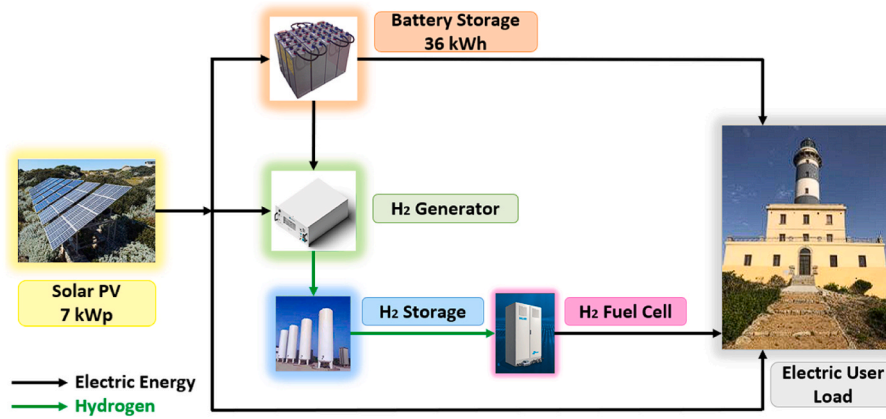 Battery Storage
36 kWh
H₂ Generator
Solar PV
7 kWp
H₂ Storage
H₂ Fuel Cell
Electric User
Load
Electric Energy
Hydrogen